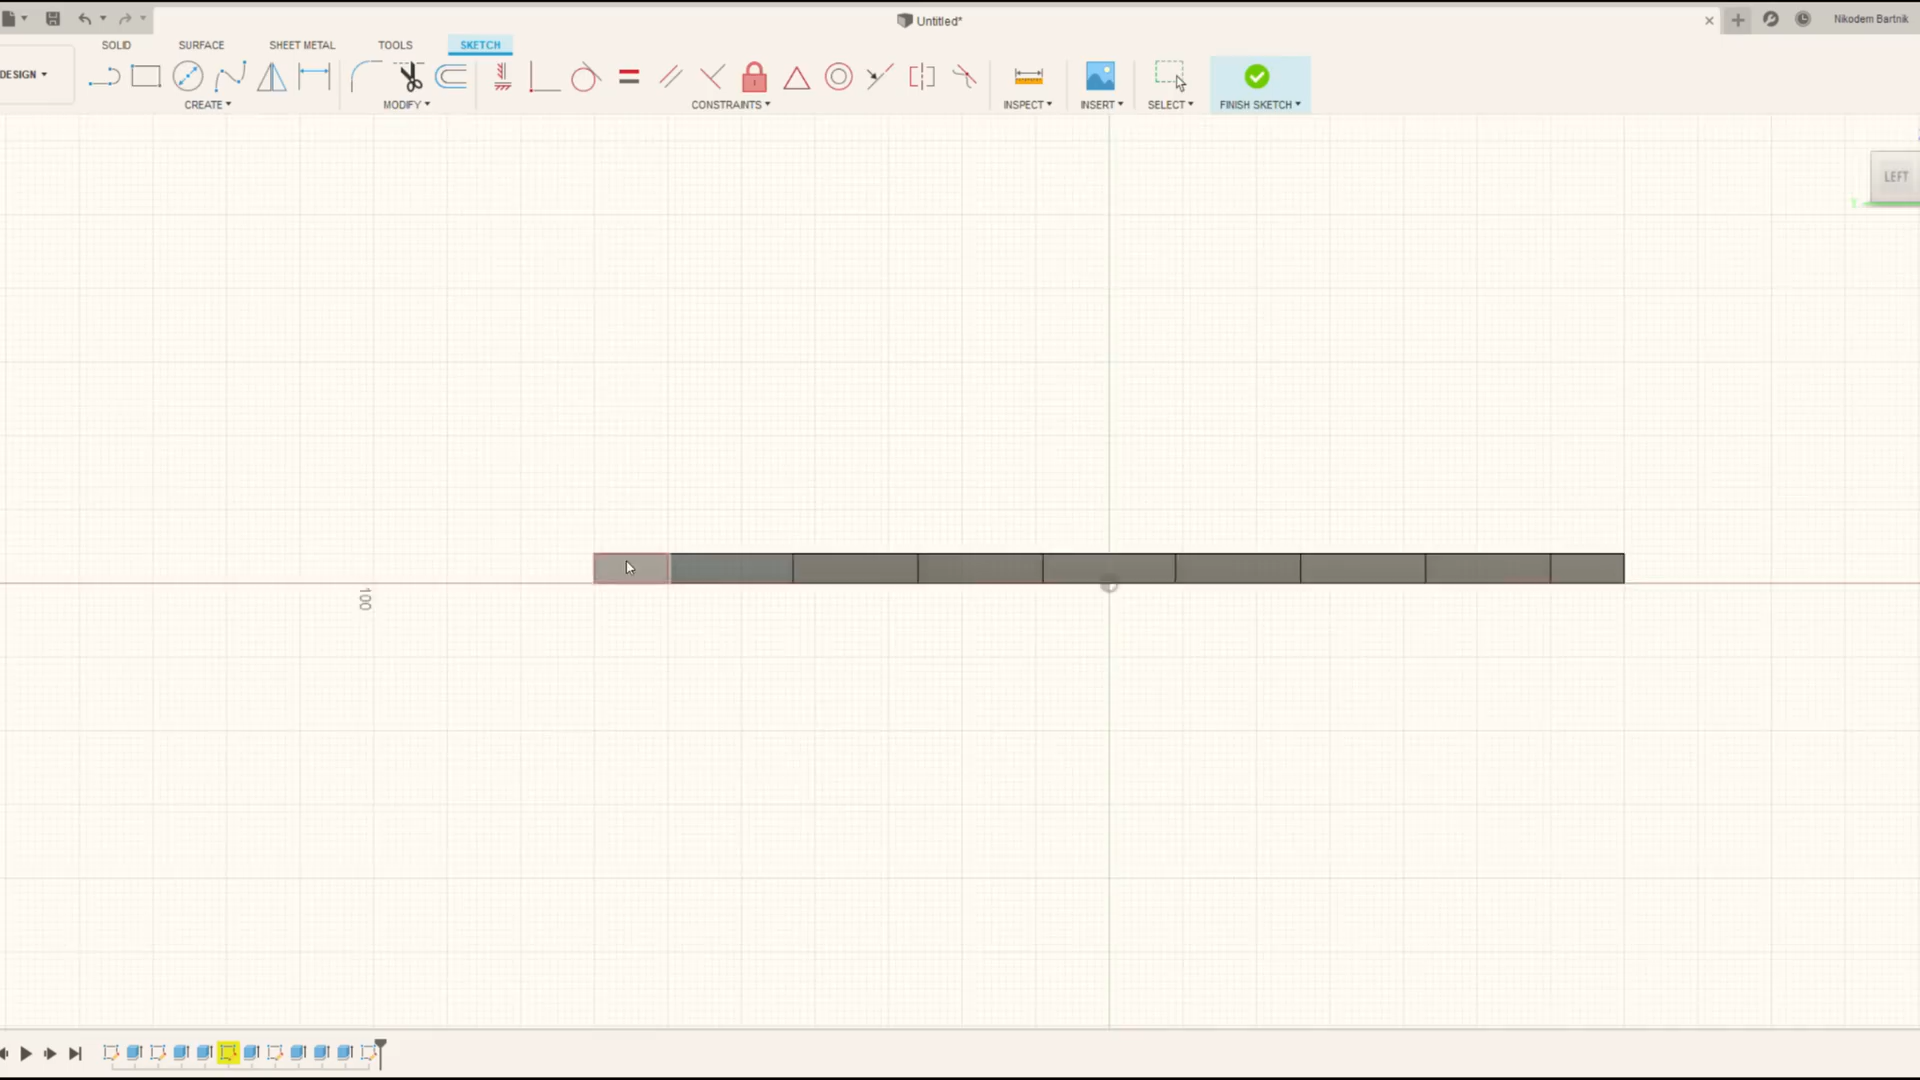 Untitled*
Nikodem Bartnik
SOLID
SURFACE
SHEET METAL
TOOLS
SKETCH
DESIGN
CREATE
MODIFY
CONSTRAINTS
INSPECT
INSERT
SELECT
FINISH SKETCH
LEFT
Y
100